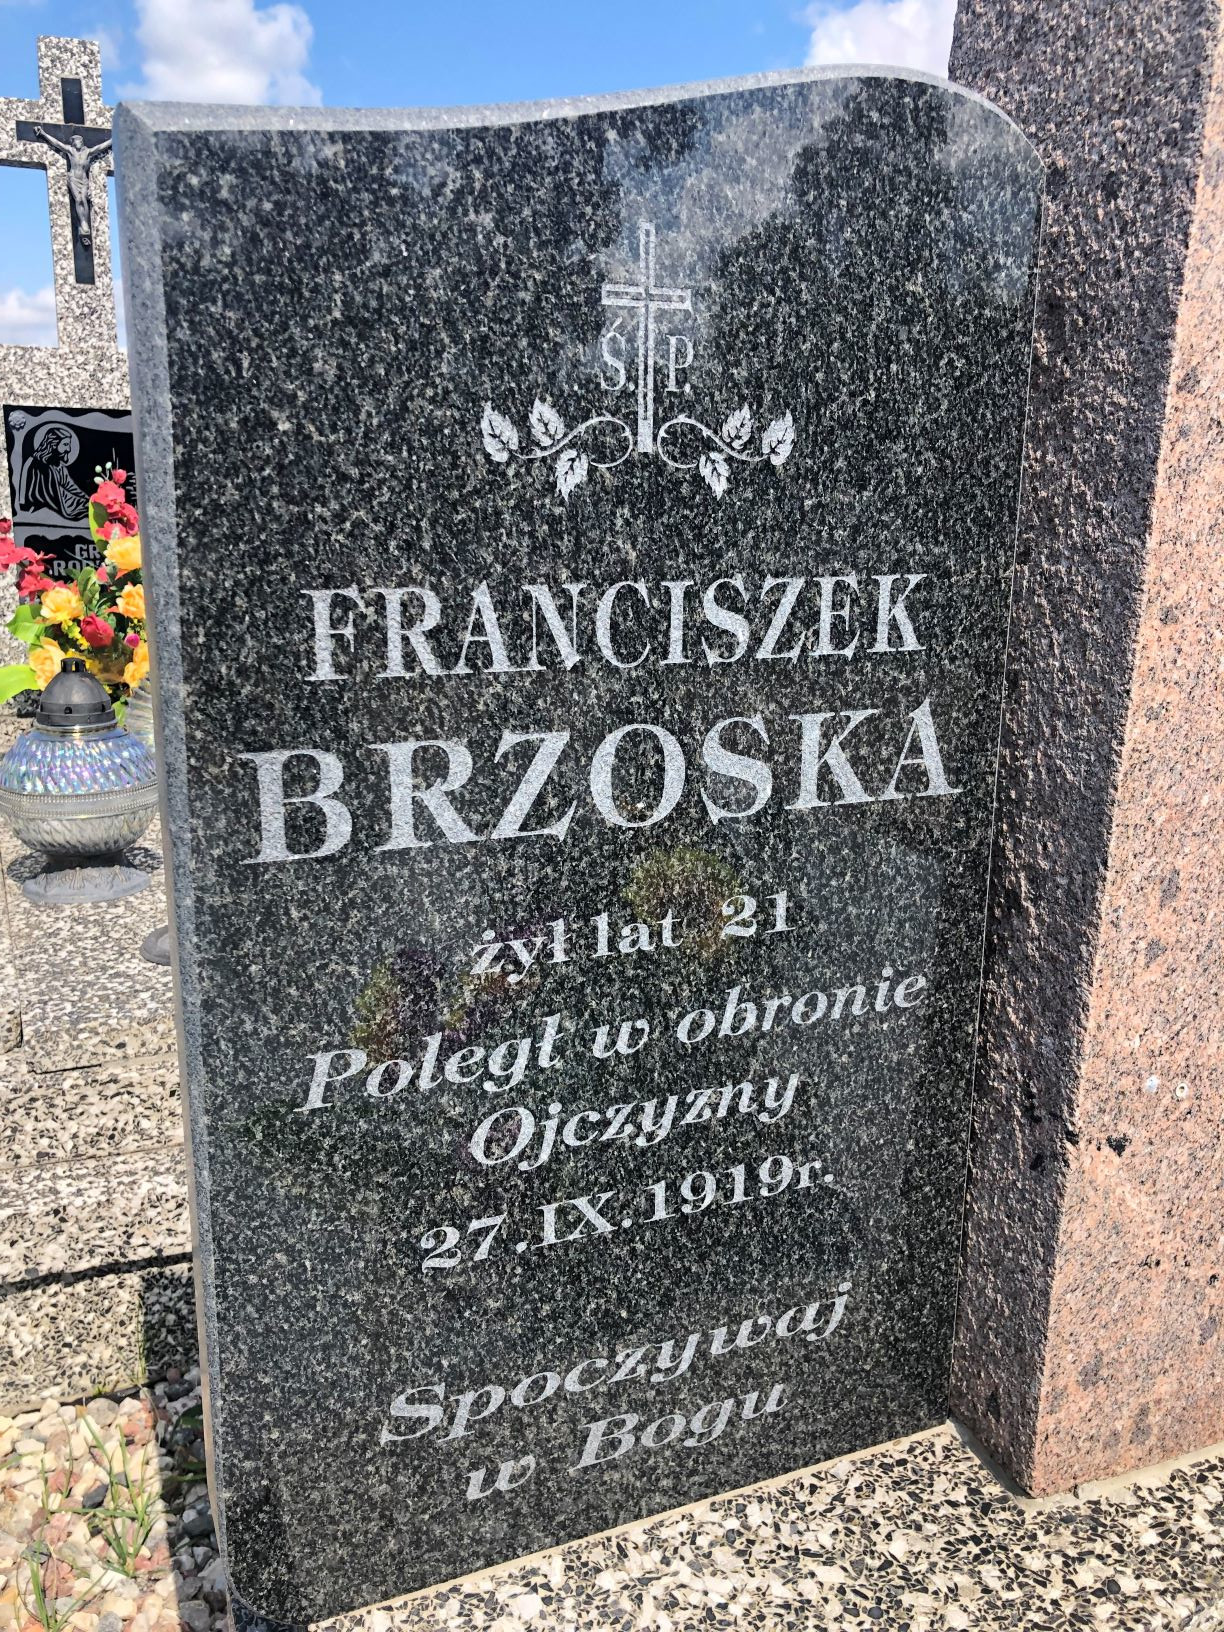 Ś. P.
FRANCISZEK
BRZOSKA
żył lat 21
Poległ w obronie
Ojczyzny
27.IX.1919r.
Spoczywaj
w Bogu